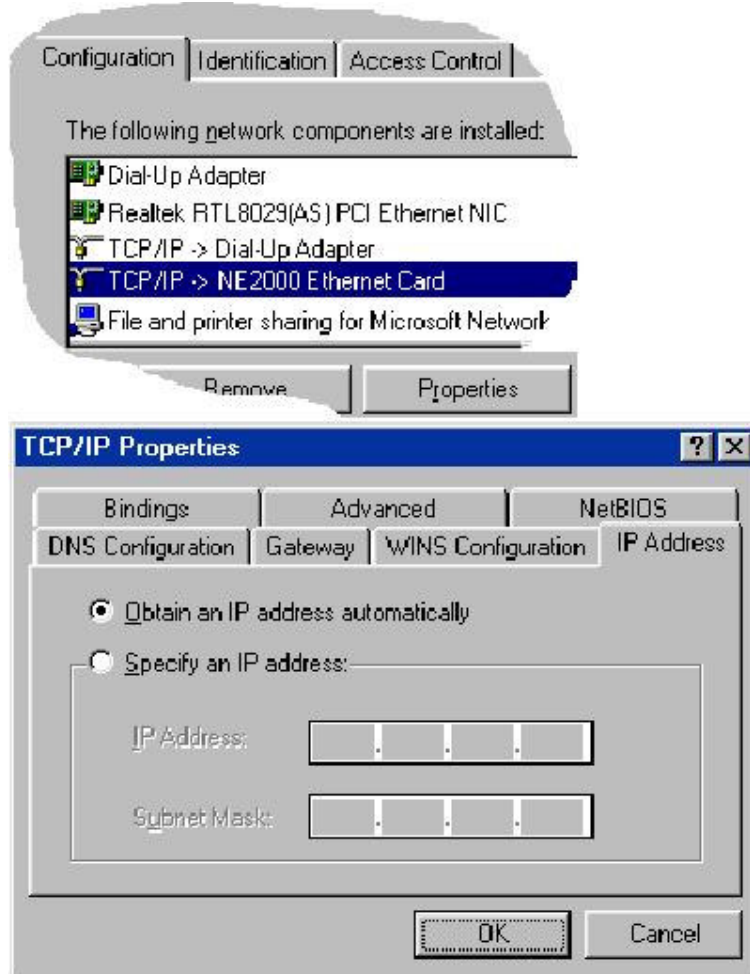 Configuration Identification Access Control
The following network components are installed:
Dial-Up Adapter
Realtek RTL8029(AS) PCI Ethernet NIC
TCP/IP -> Dial-Up Adapter
TCP/IP -> NE2000 Ethernet Card
File and printer sharing for Microsoft Network
Remove Properties
TCP/IP Properties
Bindings Advanced NetBIOS
DNS Configuration Gateway WINS Configuration IP Address
Obtain an IP address automatically
Specify an IP address:
IP Address:
Subnet Mask:
OK Cancel